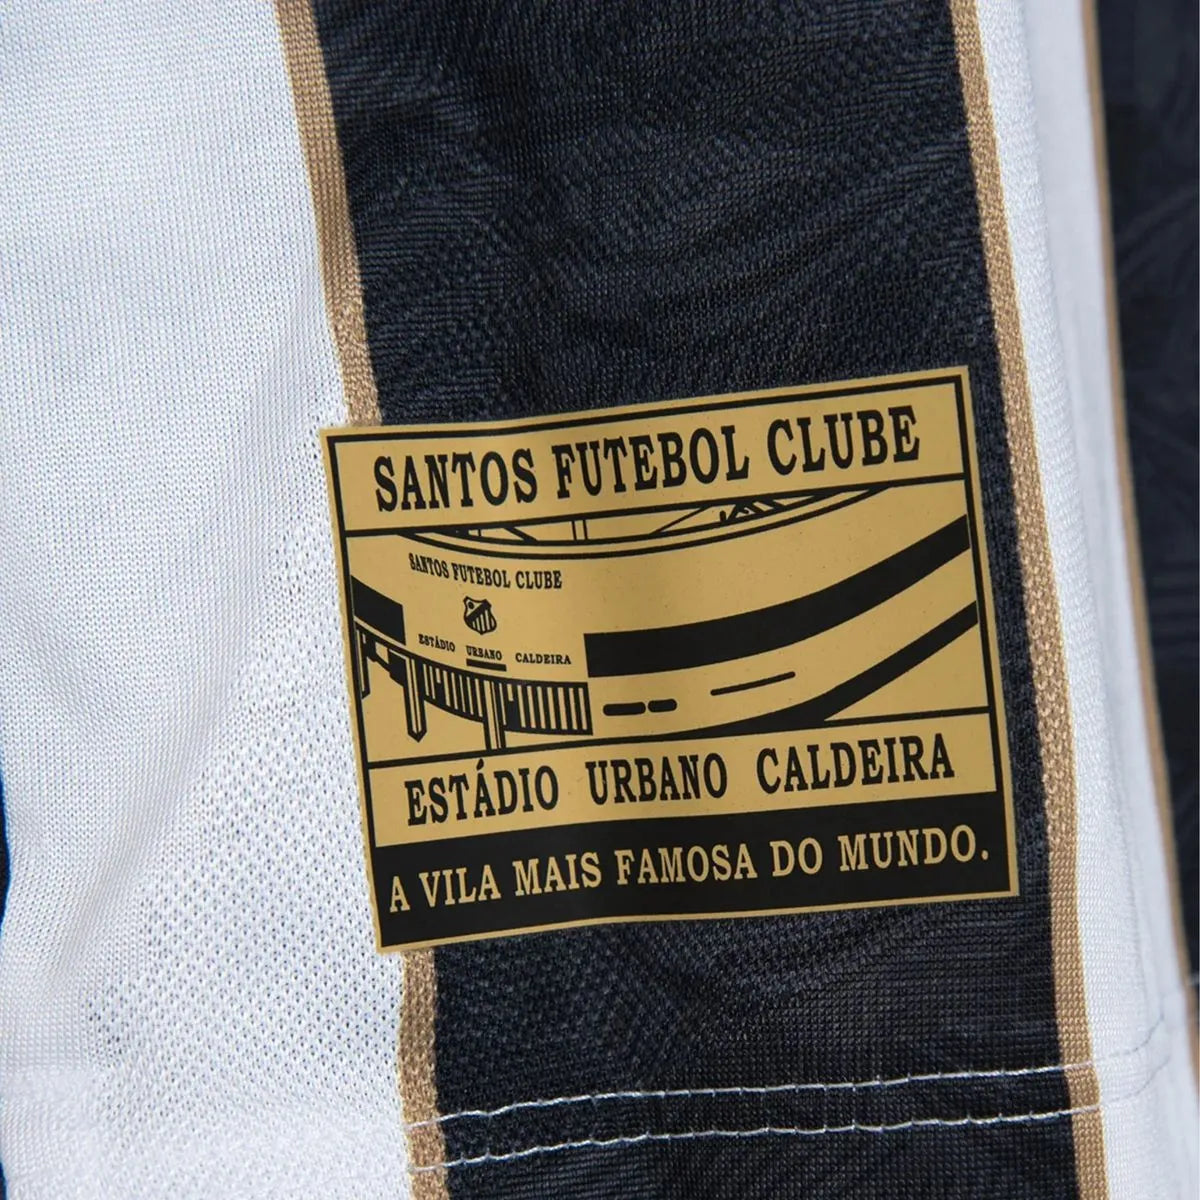 SANTOS FUTEBOL CLUBE
SANTOS FUTEBOL CLUBE
ESTÁDIO URBANO CALDEIRA
ESTÁDIO URBANO CALDEIRA
A VILA MAIS FAMOSA DO MUNDO.